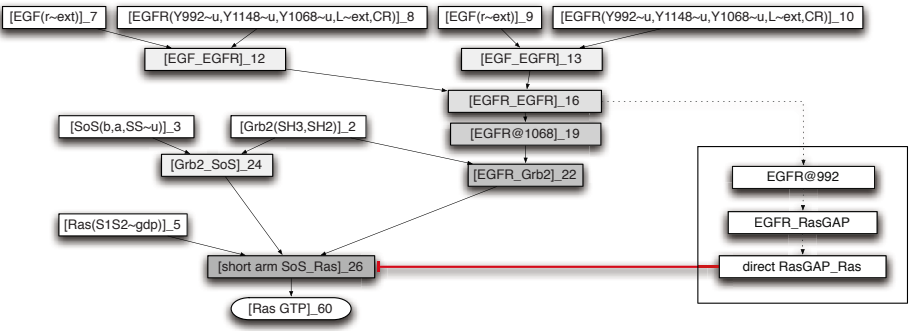 [EGF(r~ext)]_7
[EGFR(Y992~u,Y1148~u,Y1068~u,L~ext,CR)]_8
[EGF(r~ext)]_9
[EGFR(Y992~u,Y1148~u,Y1068~u,L~ext,CR)]_10
[EGF_EGFR]_12
[EGF_EGFR]_13
[EGFR_EGFR]_16
[SoS(b,a,SS~u)]_3
[Grb2(SH3,SH2)]_2
[EGFR@1068]_19
[Grb2_SoS]_24
[EGFR_Grb2]_22
EGFR@992
[Ras(S1S2~gdp)]_5
EGFR_RasGAP
[short arm SoS_Ras]_26
direct RasGAP_Ras
[Ras GTP]_60